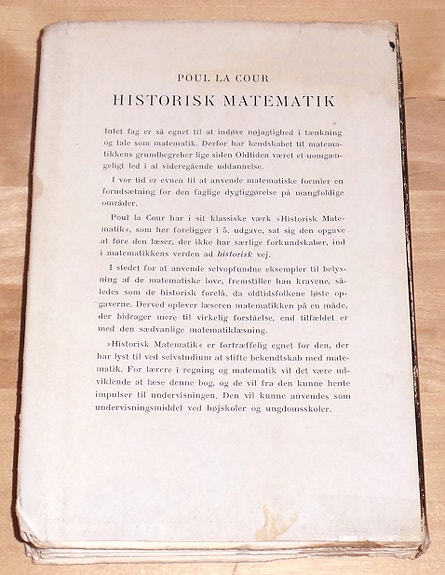 POUL LA COUR
HISTORISK MATEMATIK
Intet fag er så egnet til at indøve nøjagtighed i tænkning
og tale som matematik. Derfor har kendskabet til matema-
tikkens grundbegreber lige siden Oldtiden været et uomgæn-
geligt led i al videregående uddannelse.
I vor tid er evnen til at anvende matematiske formler en
forudsætning for den faglige dygtiggørelse på mangfoldige
områder.
Poul la Cour har i sit klassiske værk »Historisk Mate-
matik«, som her foreligger i 5. udgave, sat sig den opgave
at føre den læser, der ikke har særlige forkundskaber, ind
i matematikkens verden ad historisk vej.
I stedet for at anvende selvopfundne eksempler til belys-
ning af de matematiske love, fremstiller han kravene, så-
ledes som de historisk forelå, da oldtidsfolkene løste op-
gaverne. Derved oplever læseren matematikken på en måde,
der bidrager mere til virkelig forståelse, end tilfældet er
med den sædvanlige matematiklæsning.
»Historisk Matematik« er fortræffelig egnet for den, der
har lyst til ved selvstudium at stifte bekendtskab med mate-
matik. For lærere i regning og matematik vil det være ud-
viklende at læse denne bog, og de vil fra den kunne hente
impulser til undervisningen. Den vil kunne anvendes som
undervisningsmiddel ved højskoler og ungdomsskoler.